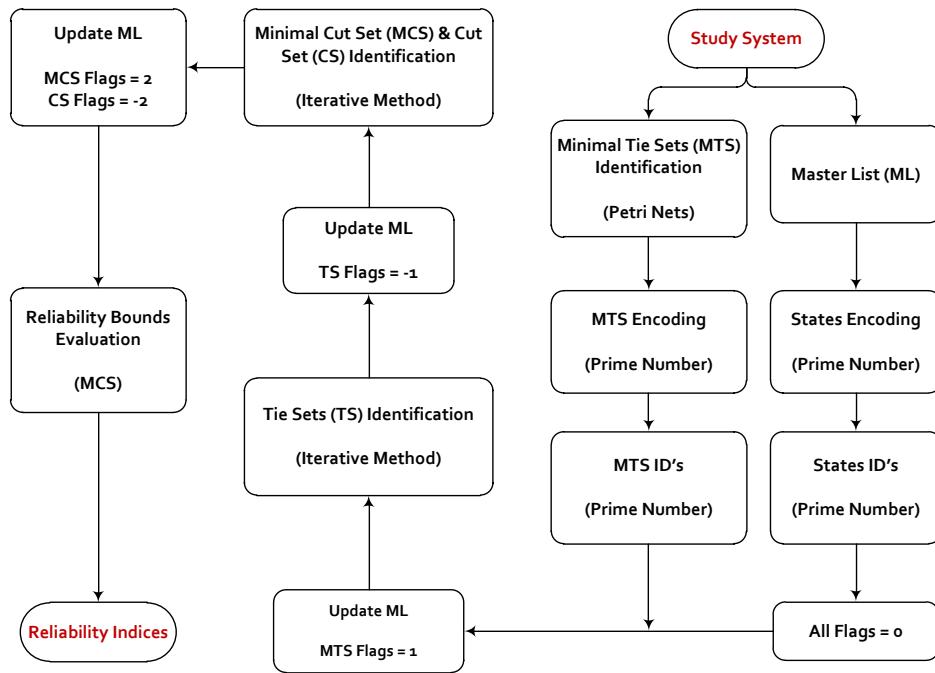 Study System
Minimal Tie Sets (MTS)
Identification
(Petri Nets)
Master List (ML)
MTS Encoding
(Prime Number)
States Encoding
(Prime Number)
MTS ID's
(Prime Number)
States ID's
(Prime Number)
All Flags = 0
Update ML
MTS Flags = 1
Tie Sets (TS) Identification
(Iterative Method)
Update ML
TS Flags = -1
Minimal Cut Set (MCS) & Cut
Set (CS) Identification
(Iterative Method)
Update ML
MCS Flags = 2
CS Flags = -2
Reliability Bounds
Evaluation
(MCS)
Reliability Indices